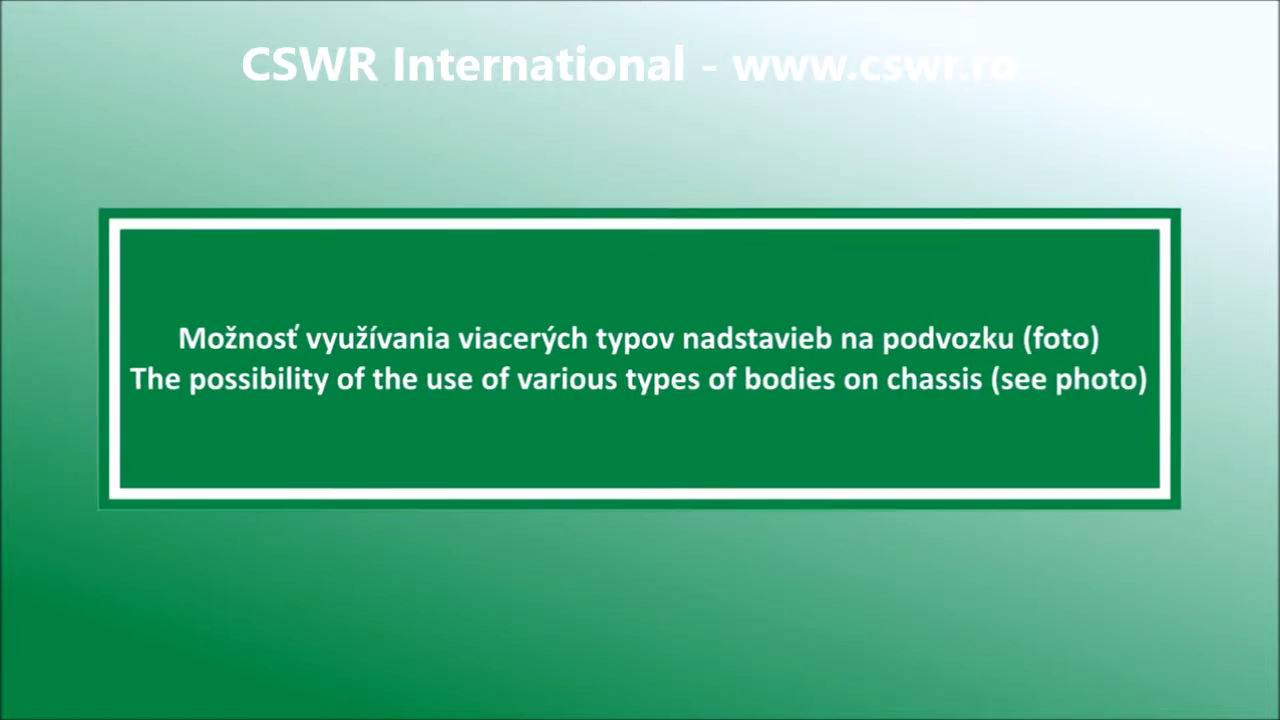 CSWR International - www.cswr.ro
Možnosť využívania viacerých typov nadstavieb na podvozku (foto)
The possibility of the use of various types of bodies on chassis (see photo)